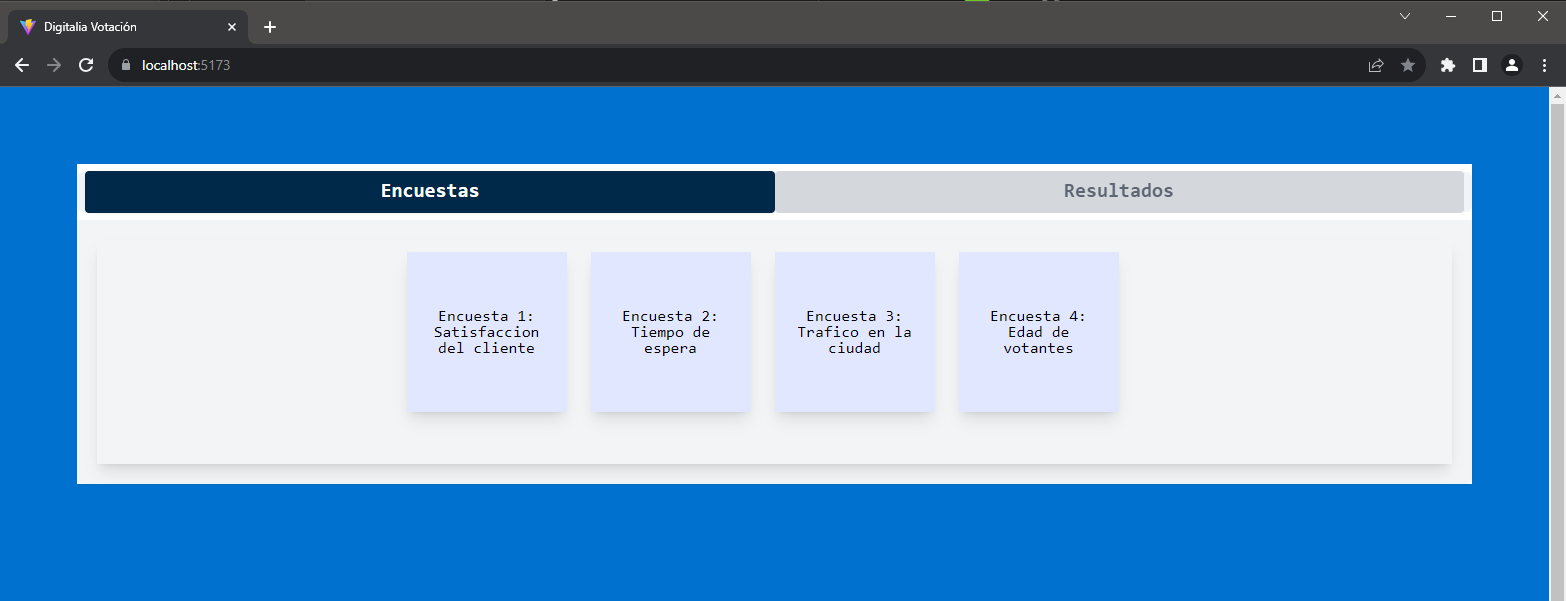 Digitalia Votación
localhost:5173
Encuestas
Resultados
Encuesta 1:
Satisfaccion
del cliente
Encuesta 2:
Tiempo de
espera
Encuesta 3:
Trafico en la
ciudad
Encuesta 4:
Edad de
votantes